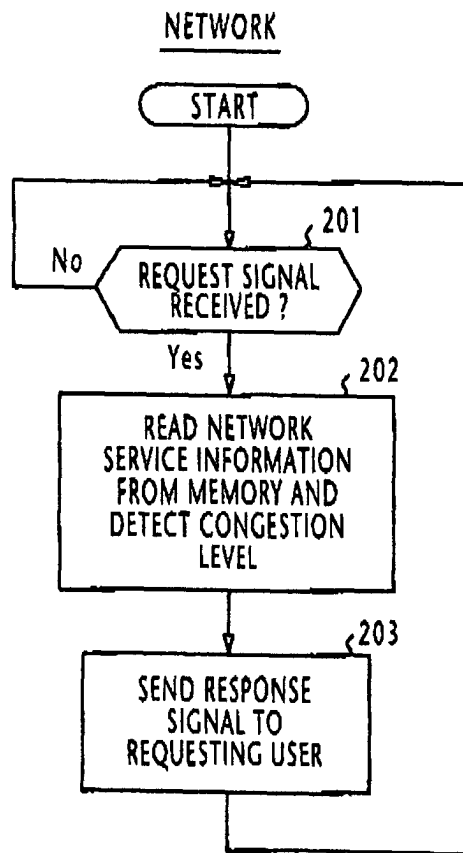 NETWORK
START
201
No
REQUEST SIGNAL
RECEIVED ?
Yes
202
READ NETWORK
SERVICE INFORMATION
FROM MEMORY AND
DETECT CONGESTION
LEVEL
203
SEND RESPONSE
SIGNAL TO
REQUESTING USER